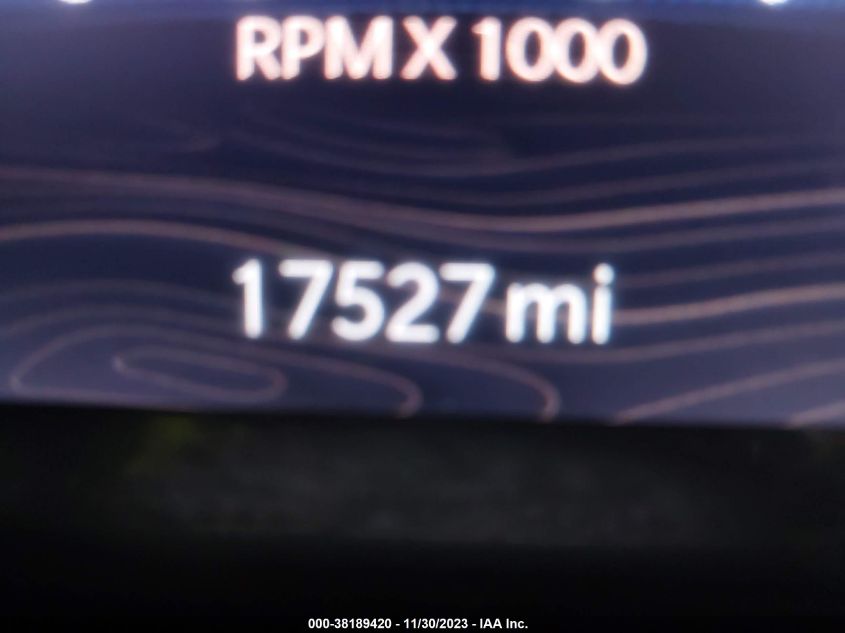 RPM X 1000
17527 mi
000-38189420 - 11/30/2023 - IAA Inc.